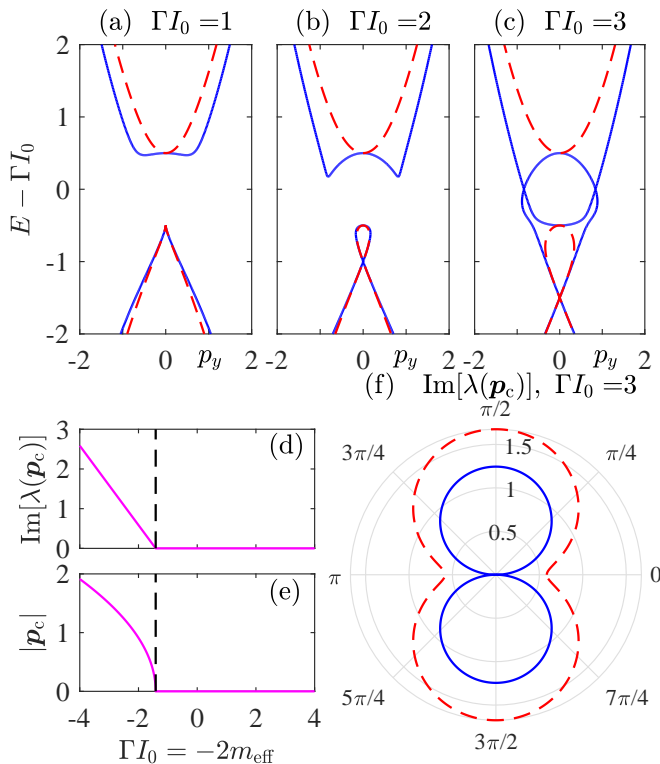 (a) ΓI₀ =1 (b) ΓI₀ =2 (c) ΓI₀ =3
2
1
0
-1
-2
E − ΓI₀
-2 0 p_y 2
-2 0 p_y 2
-2 0 p_y 2
(f) Im[λ(p_c)], ΓI₀ =3
(d)
3
2
1
0
Im[λ(p_c)]
(e)
2
1
0
|p_c|
-4 -2 0 2 4
ΓI₀ = −2m_eff
π/2
3π/4 π/4
1.5
1
0.5
π 0
5π/4 7π/4
3π/2